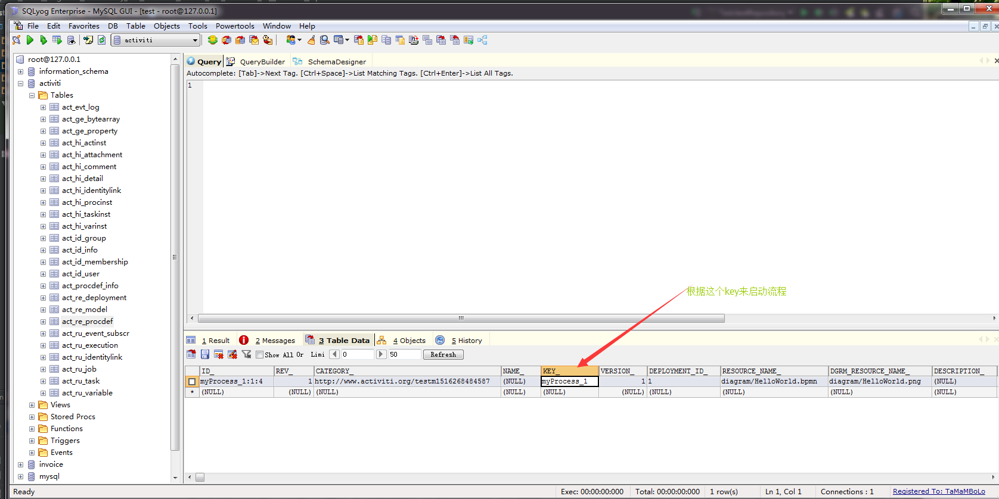 SQLyog Enterprise - MySQL GUI - [test - root@127.0.0.1]
File Edit Favorites DB Table Objects Tools Powertools Window Help
activiti
root@127.0.0.1
information_schema
activiti
Tables
act_evt_log
act_ge_bytearray
act_ge_property
act_hi_actinst
act_hi_attachment
act_hi_comment
act_hi_detail
act_hi_identitylink
act_hi_procinst
act_hi_taskinst
act_hi_varinst
act_id_group
act_id_info
act_id_membership
act_id_user
act_procdef_info
act_re_deployment
act_re_model
act_re_procdef
act_ru_event_subscr
act_ru_execution
act_ru_identitylink
act_ru_job
act_ru_task
act_ru_variable
Views
Stored Procs
Functions
Triggers
Events
invoice
mysql
Query QueryBuilder SchemaDesigner
Autocomplete: [Tab]->Next Tag. [Ctrl+Space]->List Matching Tags. [Ctrl+Enter]->List All Tags.
1
根据这个key来启动流程
1 Result 2 Messages 3 Table Data 4 Objects 5 History
Show All Or Limi 0 50 Refresh
ID_ REV_ CATEGORY_ NAME_ KEY_ VERSION_ DEPLOYMENT_ID_ RESOURCE_NAME_ DGRM_RESOURCE_NAME_ DESCRIPTION_
myProcess_1:1:4 1 http://www.activiti.org/testm1516268484587 (NULL) myProcess_1 1 1 diagram/HelloWorld.bpmn diagram/HelloWorld.png (NULL)
* (NULL) (NULL) (NULL) (NULL) (NULL) (NULL) (NULL) (NULL) (NULL) (NULL)
Ready Exec: 00:00:00:000 Total: 00:00:00:000 1 row(s) Ln 1, Col 1 Connections : 1 Registered To: TaMaMBoLo